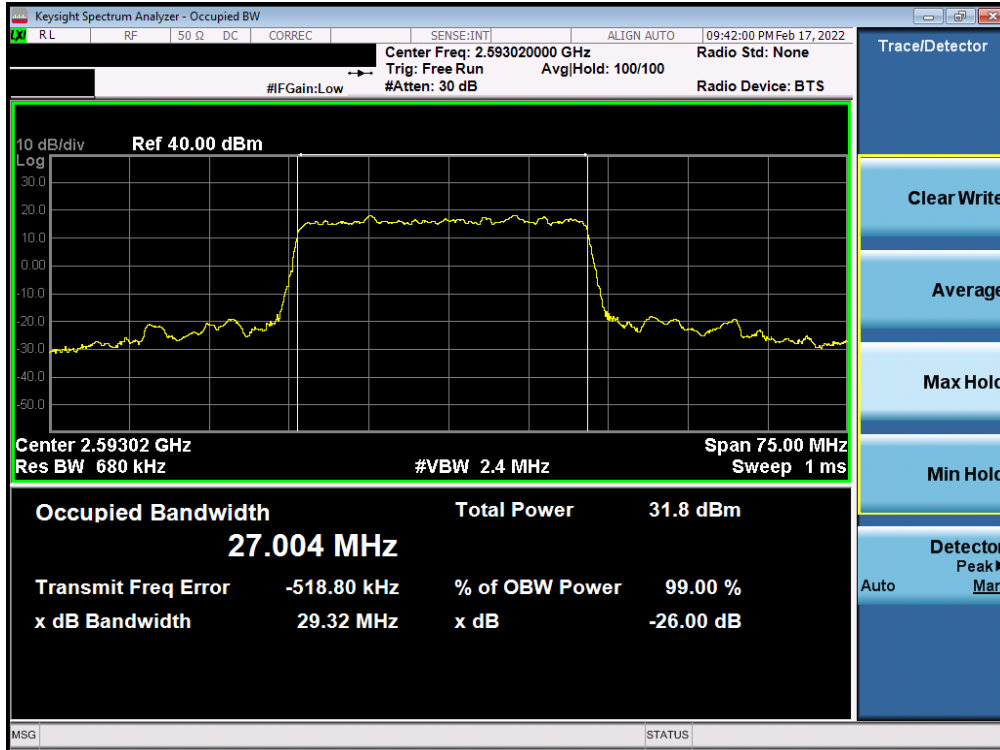 Keysight Spectrum Analyzer - Occupied BW
LXI RL RF 50 Ω DC CORREC SENSE:INT ALIGN AUTO 09:42:00 PM Feb 17, 2022
Center Freq: 2.593020000 GHz Radio Std: None
Trig: Free Run Avg|Hold: 100/100
#IFGain:Low #Atten: 30 dB Radio Device: BTS
10 dB/div Ref 40.00 dBm
Log
30.0
20.0
10.0
0.00
-10.0
-20.0
-30.0
-40.0
-50.0
Center 2.59302 GHz Span 75.00 MHz
Res BW 680 kHz #VBW 2.4 MHz Sweep 1 ms
Occupied Bandwidth Total Power 31.8 dBm
27.004 MHz
Transmit Freq Error -518.80 kHz % of OBW Power 99.00 %
x dB Bandwidth 29.32 MHz x dB -26.00 dB
MSG STATUS
Trace/Detector
Clear Write
Average
Max Hold
Min Hold
Detector
Peak
Auto Man